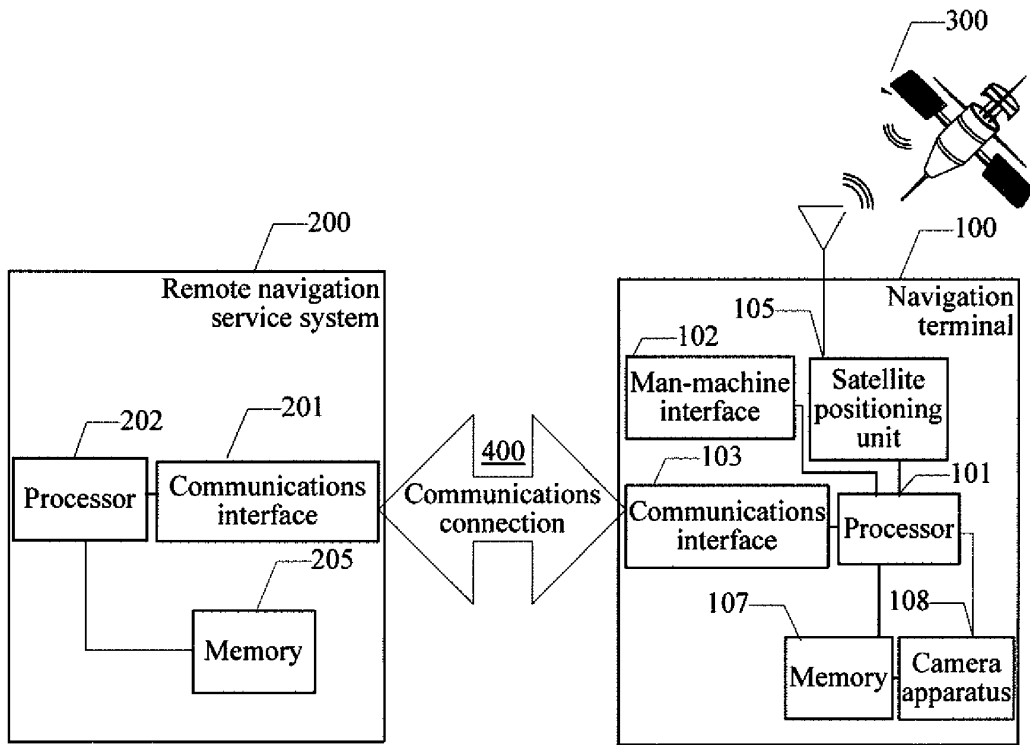 300
200
100
Remote navigation
service system
Navigation
terminal
105
102
Man-machine
interface
Satellite
positioning
unit
202
201
400
103
101
Processor
Communications
interface
Communications
connection
Communications
interface
Processor
205
107
108
Memory
Memory
Camera
apparatus